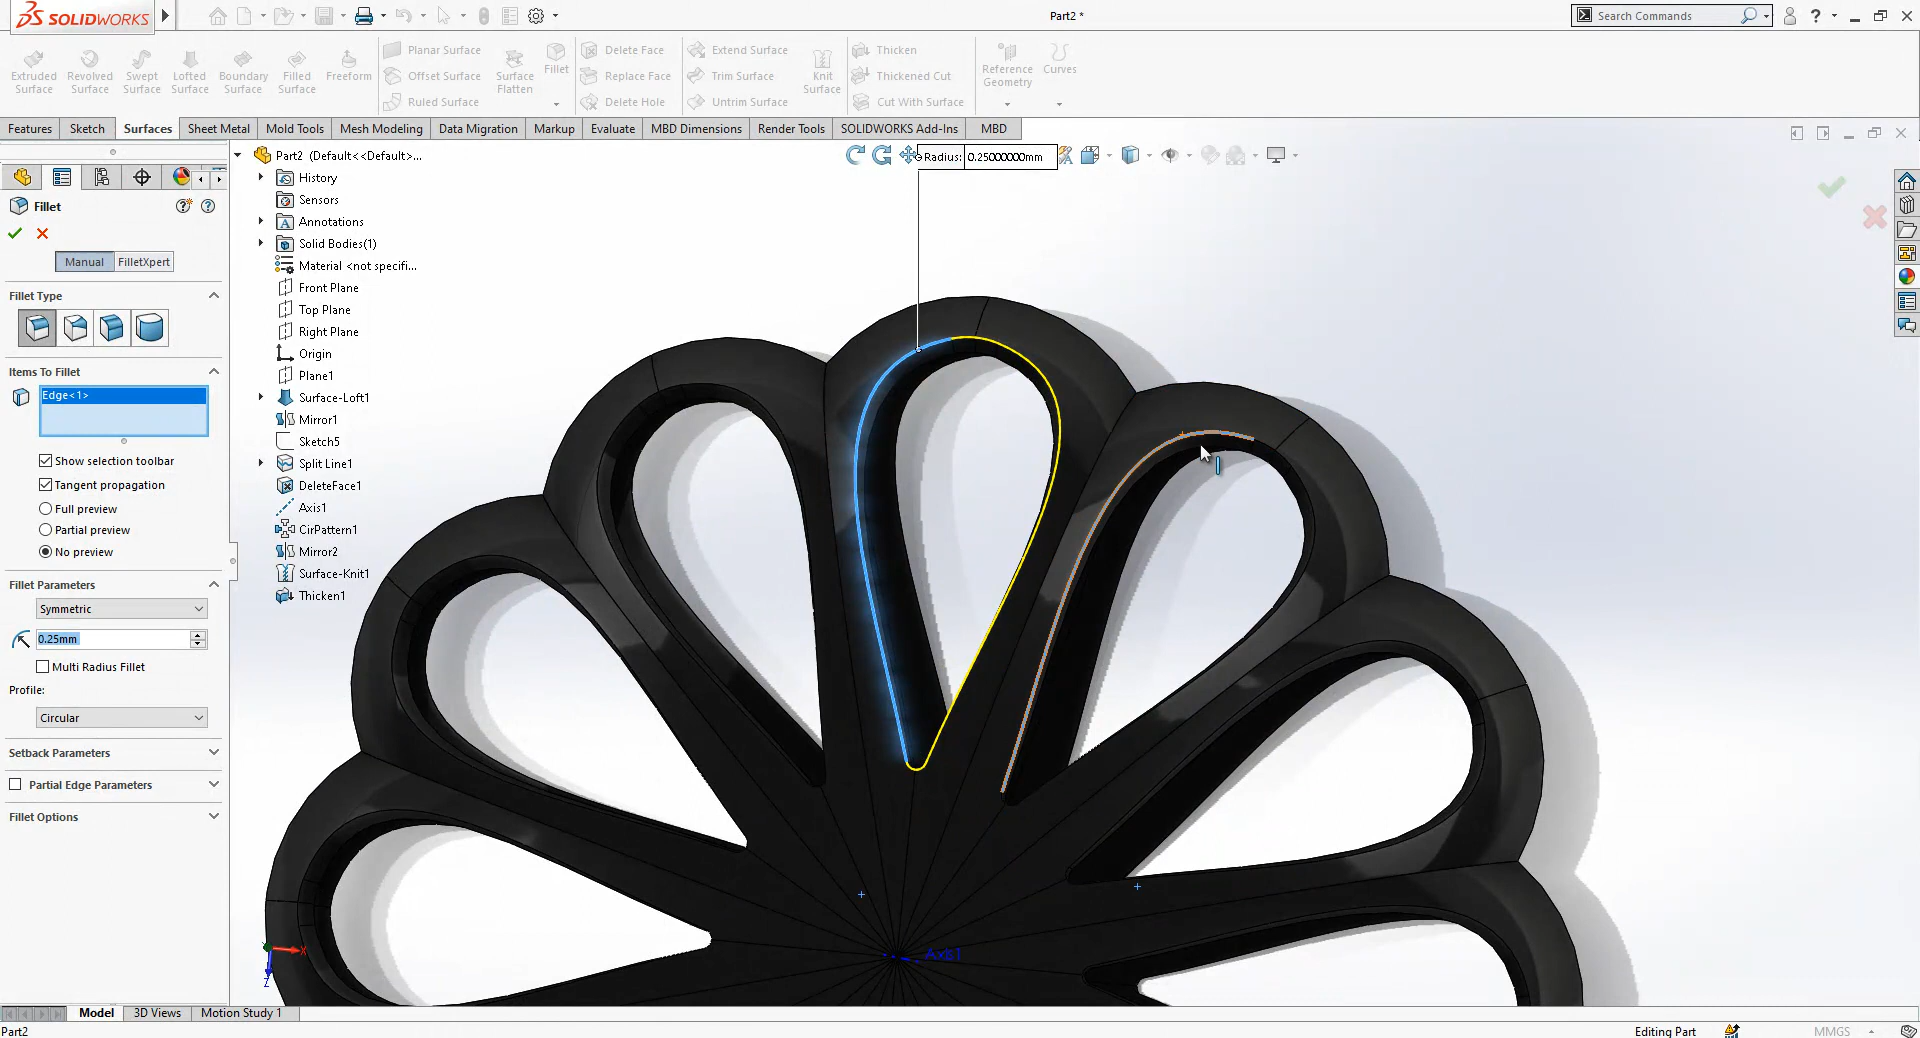 SOLIDWORKS
Part2 *
Search Commands
Extruded Surface
Revolved Surface
Swept Surface
Lofted Surface
Boundary Surface
Filled Surface
Freeform
Planar Surface
Offset Surface
Ruled Surface
Surface Flatten
Fillet
Delete Face
Replace Face
Delete Hole
Extend Surface
Trim Surface
Untrim Surface
Knit Surface
Thicken
Thickened Cut
Cut With Surface
Reference Geometry
Curves
Features
Sketch
Surfaces
Sheet Metal
Mold Tools
Mesh Modeling
Data Migration
Markup
Evaluate
MBD Dimensions
Render Tools
SOLIDWORKS Add-Ins
MBD
Fillet
Manual
FilletXpert
Fillet Type
Items To Fillet
Edge<1>
Show selection toolbar
Tangent propagation
Full preview
Partial preview
No preview
Fillet Parameters
Symmetric
0.25mm
Multi Radius Fillet
Profile:
Circular
Setback Parameters
Partial Edge Parameters
Fillet Options
Part2 (Default<<Default>...
History
Sensors
Annotations
Solid Bodies(1)
Material <not specifi...
Front Plane
Top Plane
Right Plane
Origin
Plane1
Surface-Loft1
Mirror1
Sketch5
Split Line1
DeleteFace1
Axis1
CirPattern1
Mirror2
Surface-Knit1
Thicken1
Radius: 0.25000000mm
Axis1
X
Z
Model
3D Views
Motion Study 1
Part2
Editing Part
MMGS